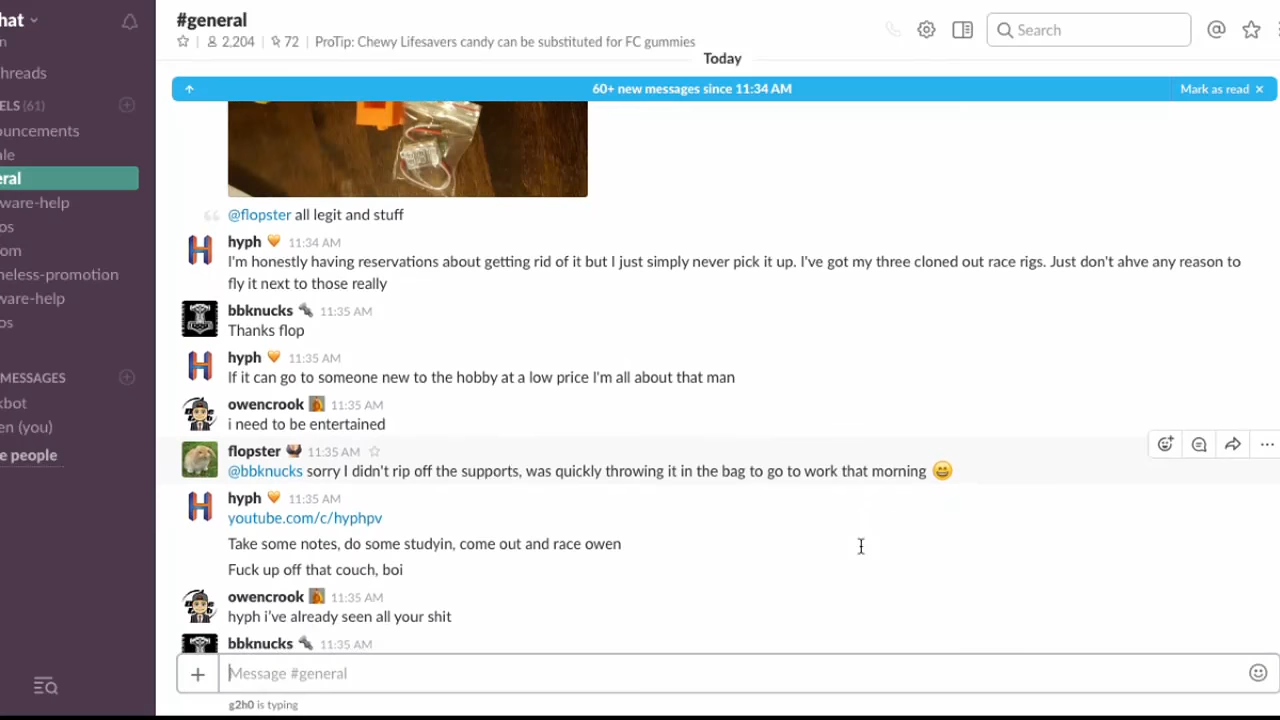 hat
#general
n
2,204
72
ProTip: Chewy Lifesavers candy can be substituted for FC gummies
Search
Today
hreads
60+ new messages since 11:34 AM
Mark as read
ELS (61)
ouncements
ale
eral
ware-help
os
om
neless-promotion
ware-help
os
MESSAGES
kbot
en (you)
e people
@flopster all legit and stuff
hyph 11:34 AM
I'm honestly having reservations about getting rid of it but I just simply never pick it up. I've got my three cloned out race rigs. Just don't ahve any reason to
fly it next to those really
bbknucks 11:35 AM
Thanks flop
hyph 11:35 AM
If it can go to someone new to the hobby at a low price I'm all about that man
owencrook 11:35 AM
i need to be entertained
flopster 11:35 AM
@bbknucks sorry I didn't rip off the supports, was quickly throwing it in the bag to go to work that morning
hyph 11:35 AM
youtube.com/c/hyphpv
Take some notes, do some studyin, come out and race owen
Fuck up off that couch, boi
owencrook 11:35 AM
hyph i've already seen all your shit
bbknucks 11:35 AM
Message #general
g2h0 is typing